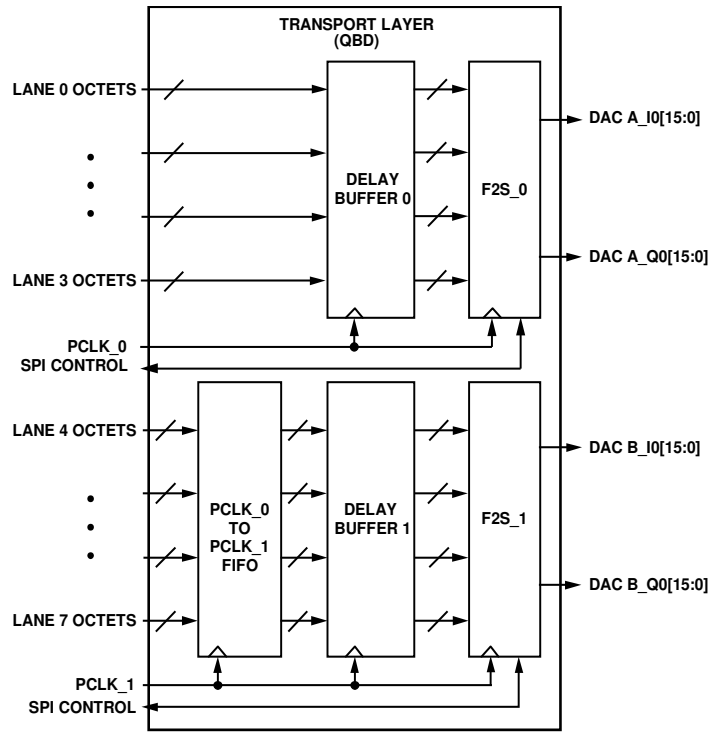 TRANSPORT LAYER
(QBD)
LANE 0 OCTETS
LANE 3 OCTETS
DELAY
BUFFER 0
F2S_0
DAC A_I0[15:0]
DAC A_Q0[15:0]
PCLK_0
SPI CONTROL
LANE 4 OCTETS
LANE 7 OCTETS
PCLK_0
TO
PCLK_1
FIFO
DELAY
BUFFER 1
F2S_1
DAC B_I0[15:0]
DAC B_Q0[15:0]
PCLK_1
SPI CONTROL